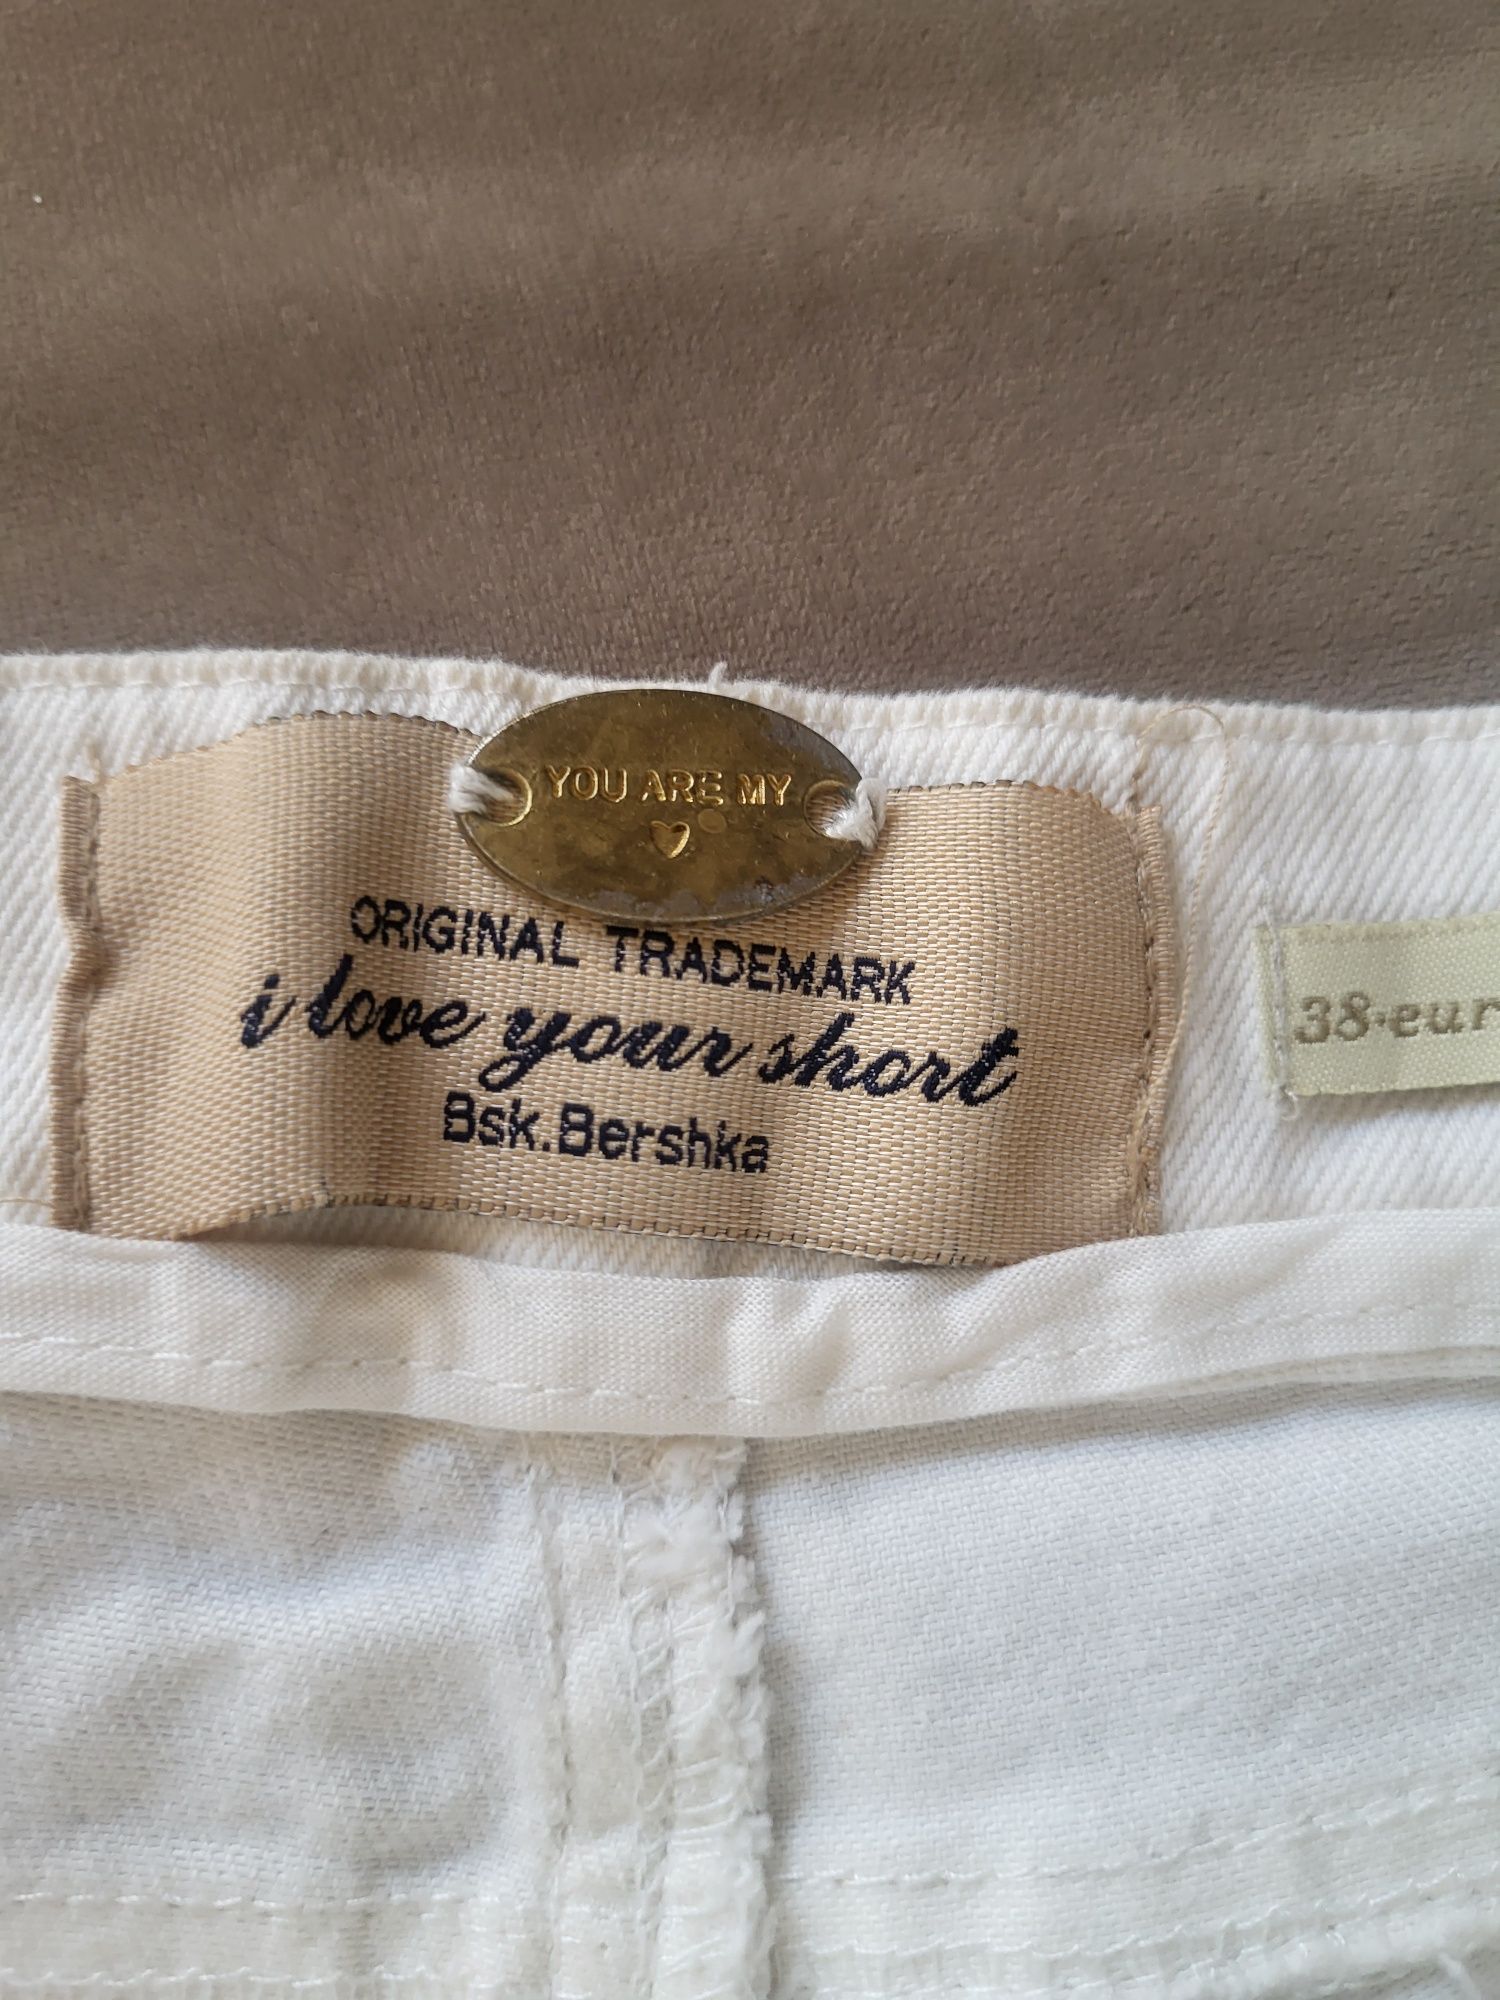 YOU ARE MY
ORIGINAL TRADEMARK
i love your short
Bsk.Bershka
38-eur